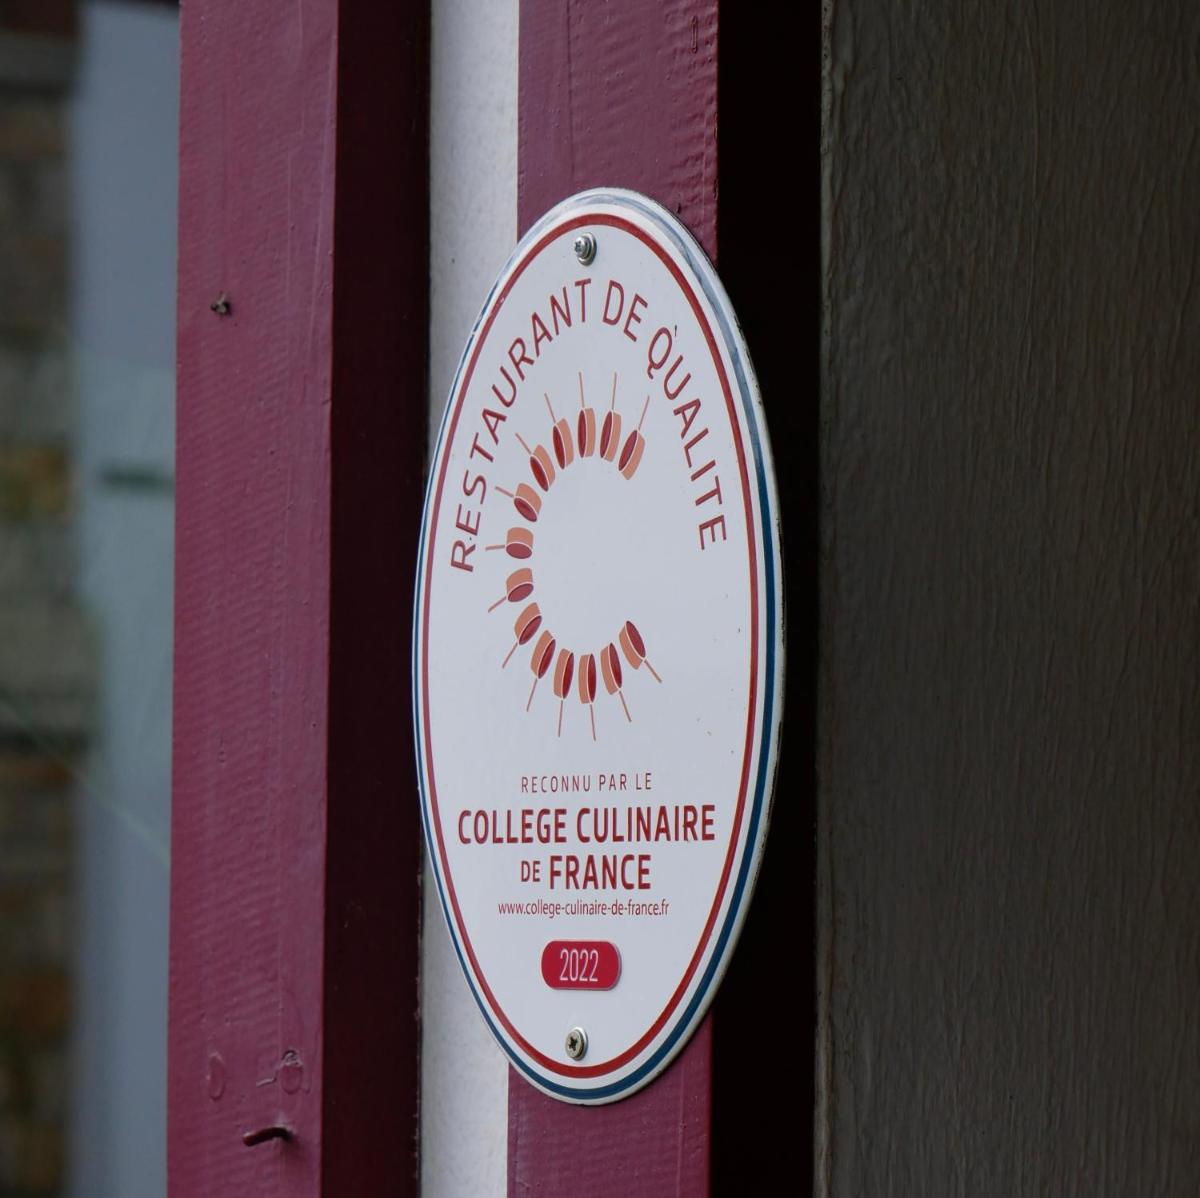 RESTAURANT DE QUALITE
RECONNU PAR LE
COLLEGE CULINAIRE
DE FRANCE
www.college-culinaire-de-france.fr
2022